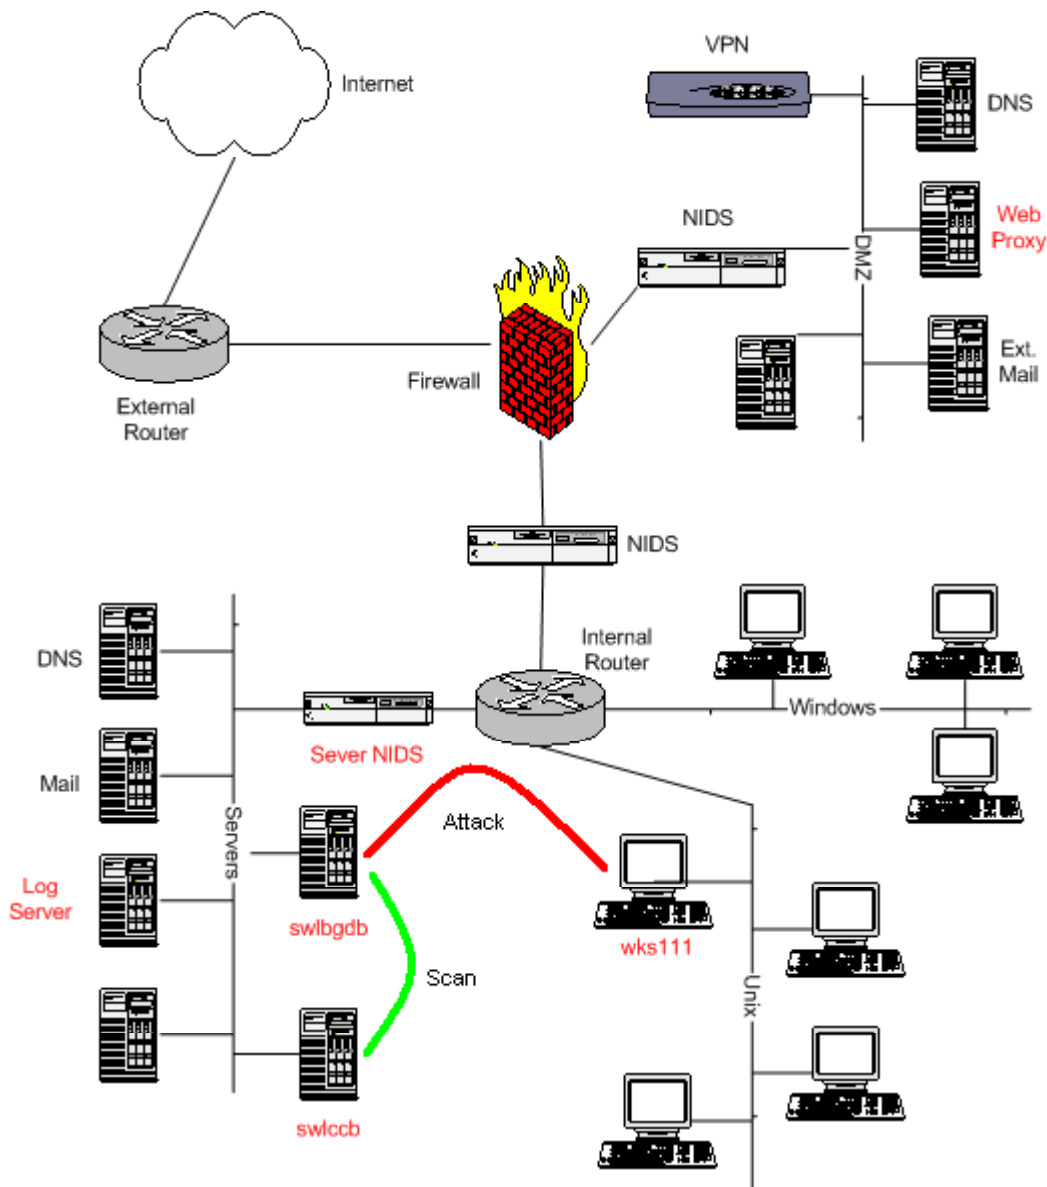 VPN
Internet
DNS
NIDS
Web
Proxy
DMZ
Firewall
Ext.
Mail
External
Router
NIDS
Internal
Router
DNS
Windows
Sever NIDS
Mail
Attack
Servers
Log
Server
swlbgdb
wks111
Scan
Unix
swlccb